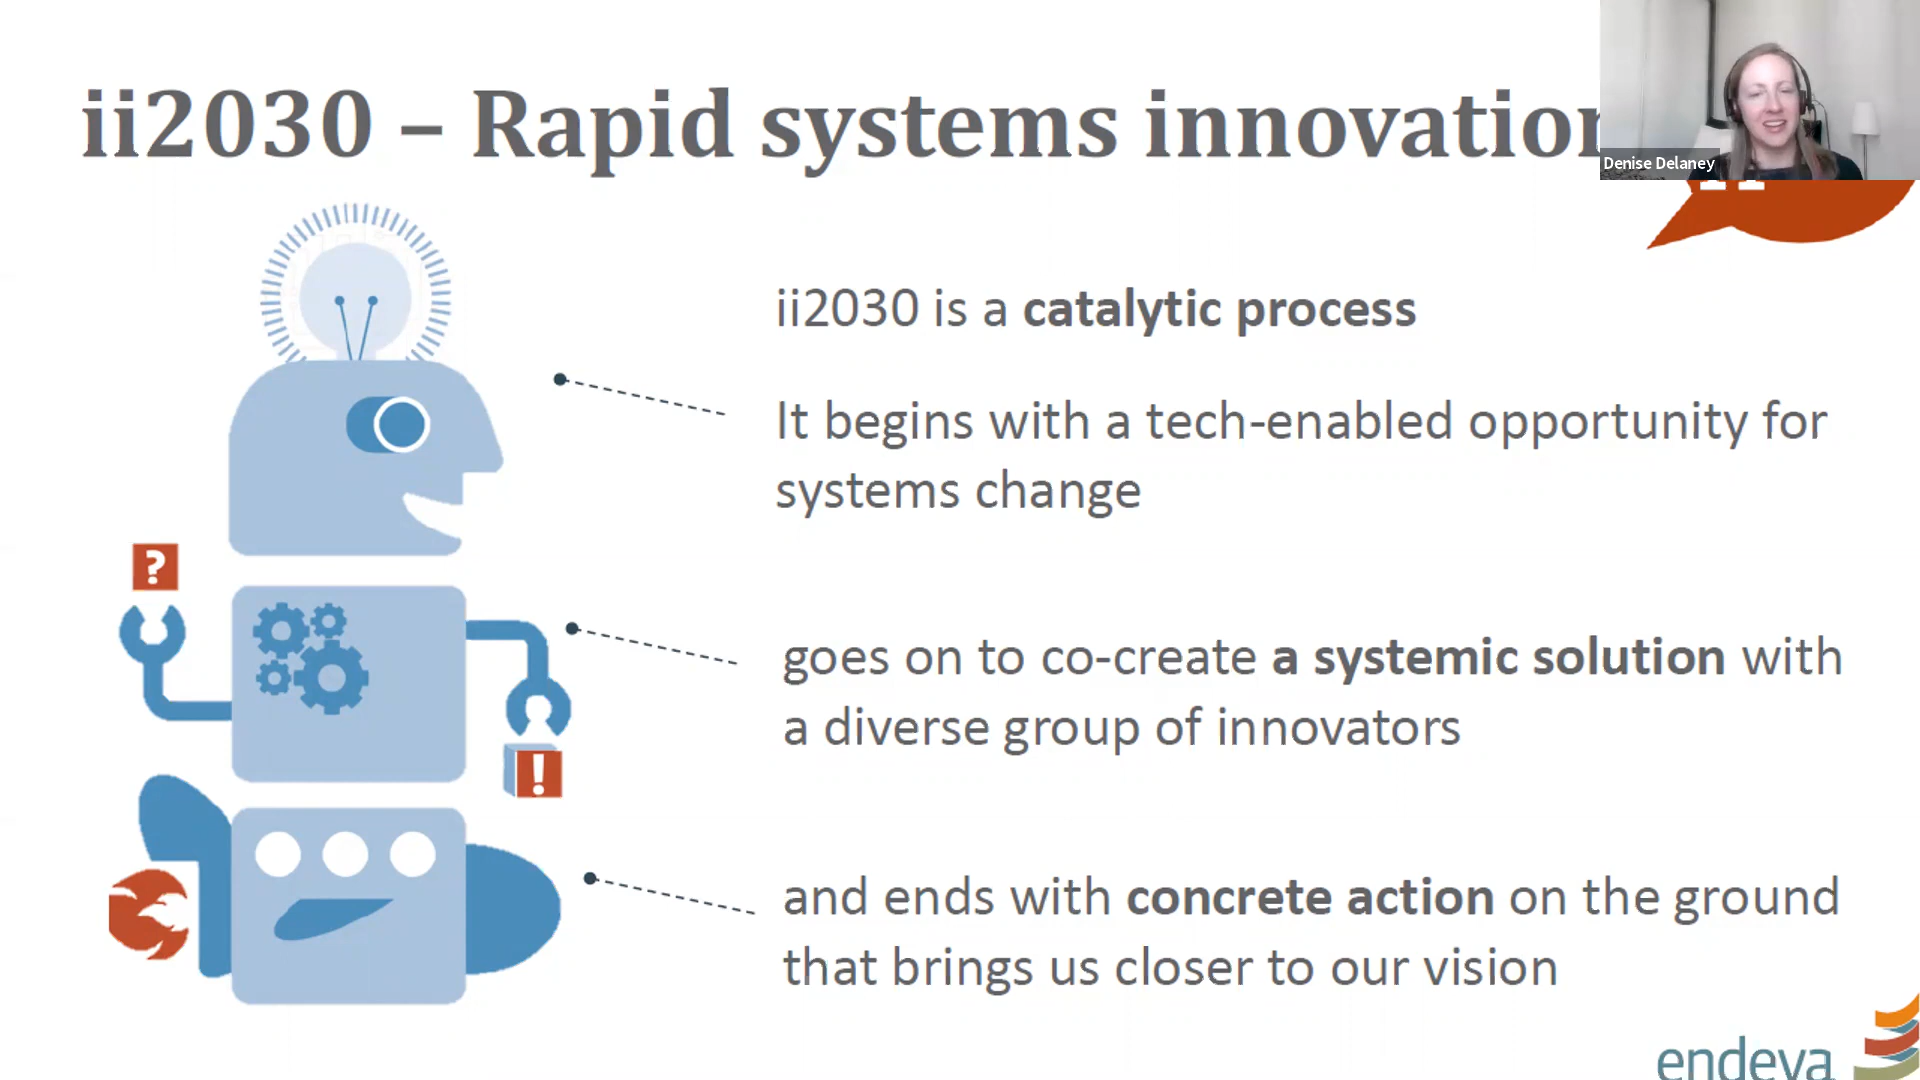 ii2030 – Rapid systems innovation
Denise Delaney
ii2030 is a catalytic process
It begins with a tech-enabled opportunity for
systems change
?
goes on to co-create a systemic solution with
a diverse group of innovators
!
and ends with concrete action on the ground
that brings us closer to our vision
endeva